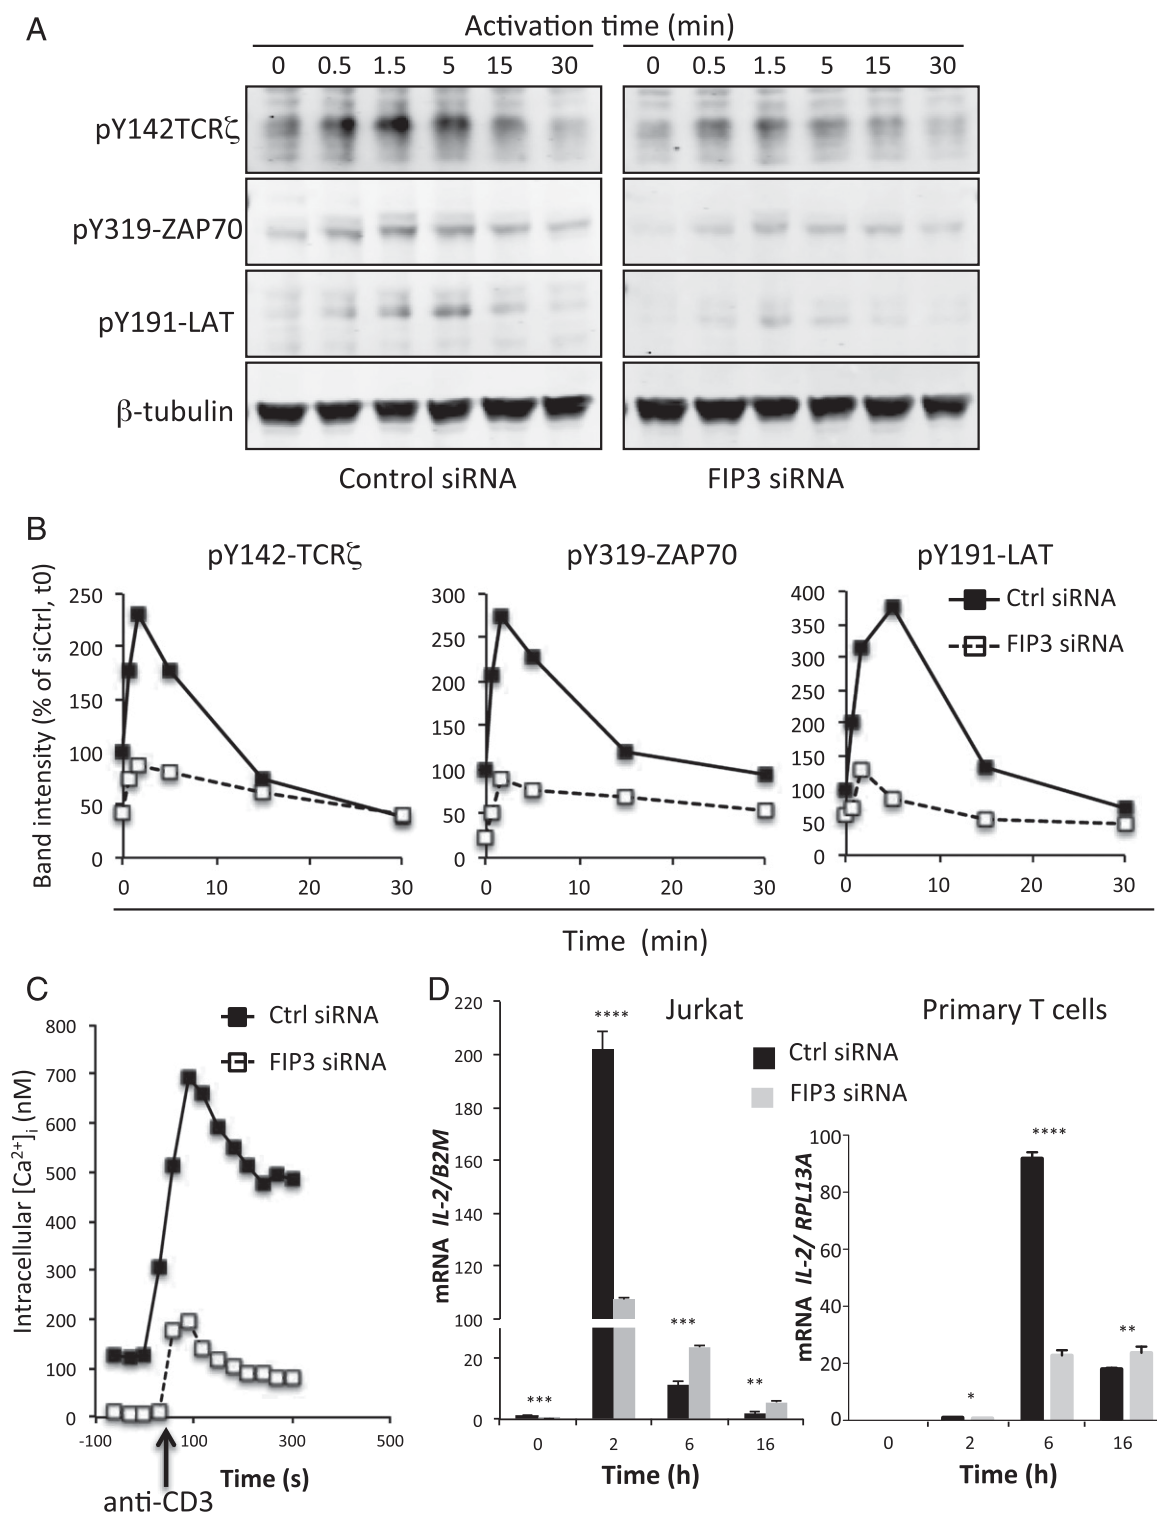 A
Activation time (min)
0 0.5 1.5 5 15 30 0 0.5 1.5 5 15 30
pY142TCRζ
pY319-ZAP70
pY191-LAT
β-tubulin
Control siRNA FIP3 siRNA
B
pY142-TCRζ pY319-ZAP70 pY191-LAT
Band intensity (% of siCtrl, t0)
250
200
150
100
50
0
0 10 20 30
300
250
200
150
100
50
0
0 10 20 30
400
350
300
250
200
150
100
50
0
0 10 20 30
Ctrl siRNA
FIP3 siRNA
Time (min)
C
Ctrl siRNA
FIP3 siRNA
Intracellular [Ca2+]i (nM)
800
700
600
500
400
300
200
100
0
-100 100 300 500
Time (s)
anti-CD3
D
Jurkat Primary T cells
Ctrl siRNA
FIP3 siRNA
mRNA IL-2/B2M
220
200
180
160
140
120
100
20
0
*** **** *** **
0 2 6 16
Time (h)
mRNA IL-2/ RPL13A
100
80
60
40
20
0
* **** **
0 2 6 16
Time (h)